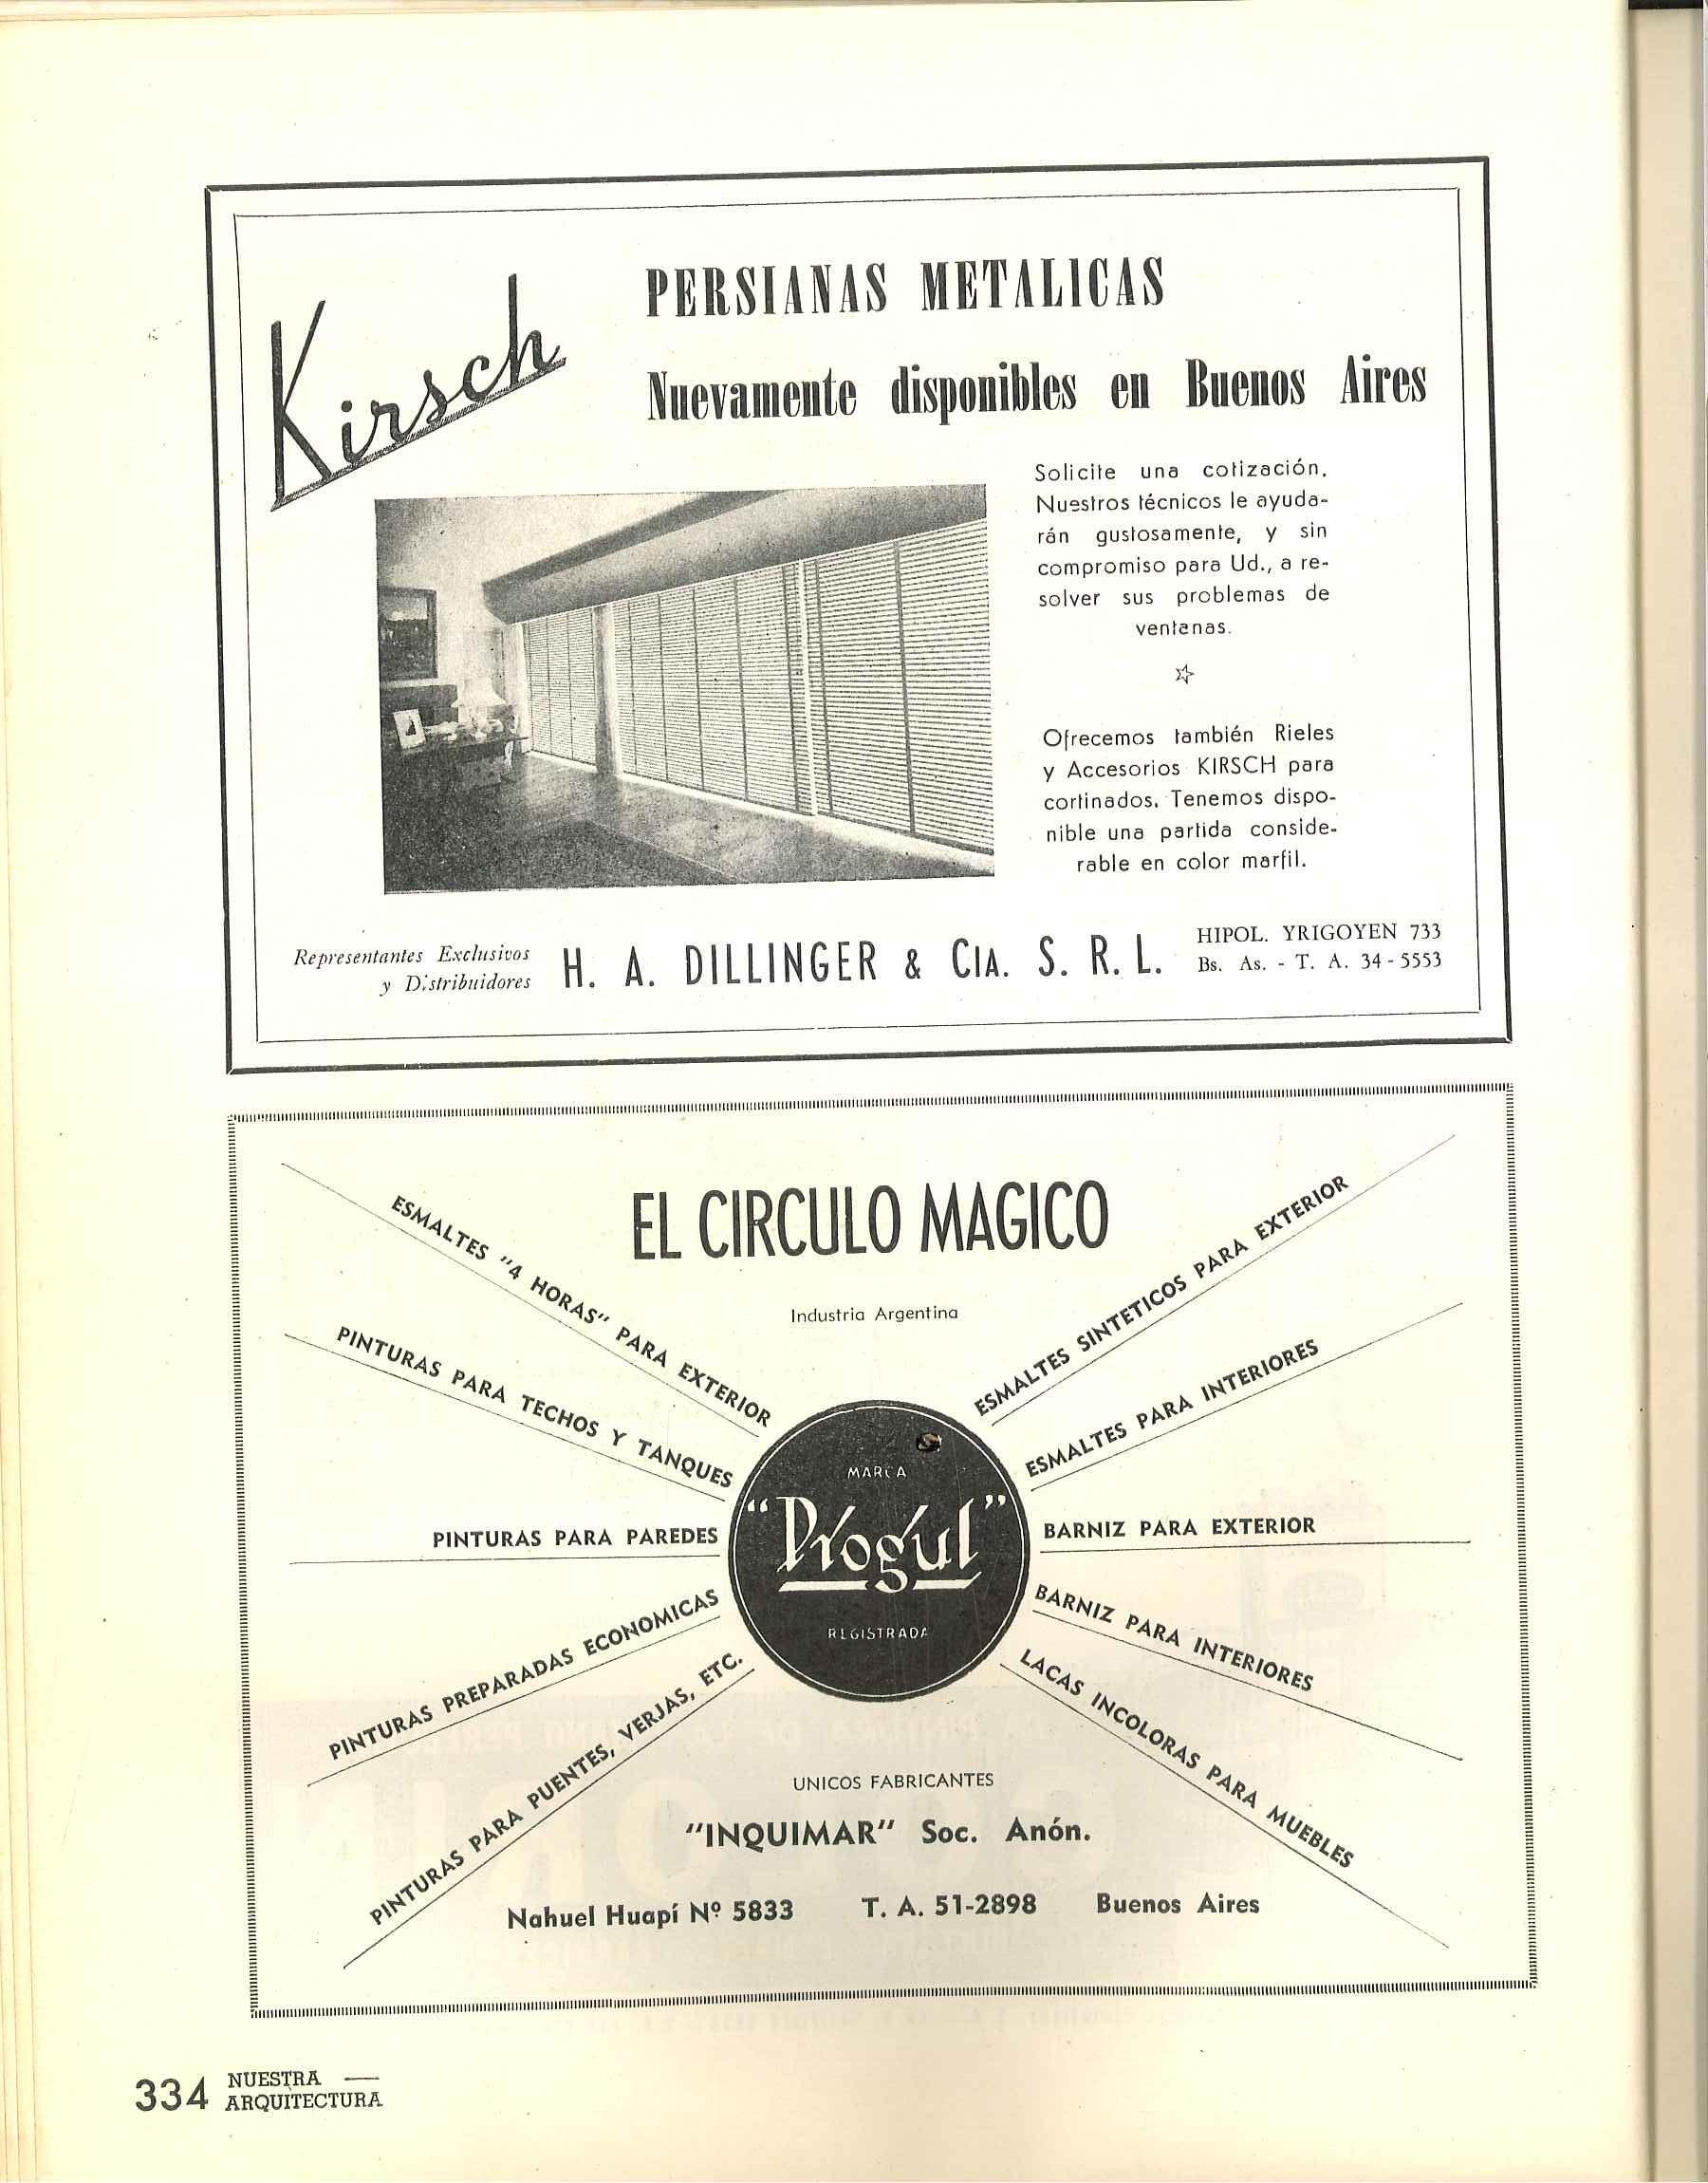 Kirsch
PERSIANAS METALICAS
Nuevamente disponibles en Buenos Aires
Solicite una cotización.
Nuestros técnicos le ayuda-
rán gustosamente, y sin
compromiso para Ud., a re-
solver sus problemas de
ventanas.
Ofrecemos también Rieles
y Accesorios KIRSCH para
cortinados. Tenemos dispo-
nible una partida conside-
rable en color marfil.
Representantes Exclusivos
y Distribuidores
H. A. DILLINGER & CIA. S. R. L.
HIPOL. YRIGOYEN 733
Bs. As. - T. A. 34-5553
EL CIRCULO MAGICO
Industria Argentina
ESMALTES "4 HORAS" PARA EXTERIOR
PINTURAS PARA TECHOS Y TANQUES
PINTURAS PARA PAREDES
PINTURAS PREPARADAS ECONOMICAS
PINTURAS PARA PUENTES, VERJAS, ETC.
MARCA
"Progul"
REGISTRADA
ESMALTES SINTETICOS PARA EXTERIOR
ESMALTES PARA INTERIORES
BARNIZ PARA EXTERIOR
BARNIZ PARA INTERIORES
LACAS INCOLORAS PARA MUEBLES
UNICOS FABRICANTES
"INQUIMAR" Soc. Anón.
Nahuel Huapí Nº 5833 T. A. 51-2898 Buenos Aires
334 NUESTRA —
ARQUITECTURA